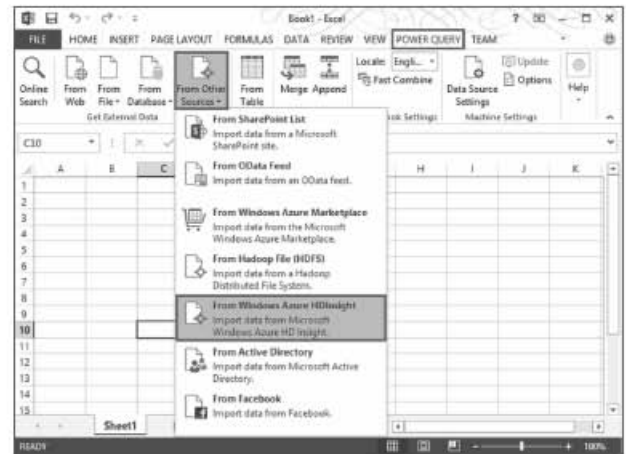 Book1 - Excel
FILE HOME INSERT PAGE LAYOUT FORMULAS DATA REVIEW VIEW POWER QUERY TEAM
Locale: Engli...
Fast Combine
Update
Options
Online Search
From Web
From File
From Database
From Other Sources
From Table
Merge Append
Data Source Settings
Help
Get External Data
Machine Settings
C10
A B C H I J K
1
2
3
4
5
6
7
8
9
10
11
12
13
14
15
From SharePoint List
Import data from a Microsoft
SharePoint site.
From OData Feed
Import data from an OData feed.
From Windows Azure Marketplace
Import data from the Microsoft
Windows Azure Marketplace.
From Hadoop File (HDFS)
Import data from a Hadoop
Distributed File System.
From Windows Azure HDInsight
Import data from Microsoft
Windows Azure HD Insight.
From Active Directory
Import data from Microsoft Active
Directory.
From Facebook
Import data from Facebook.
Sheet1
READY
100%